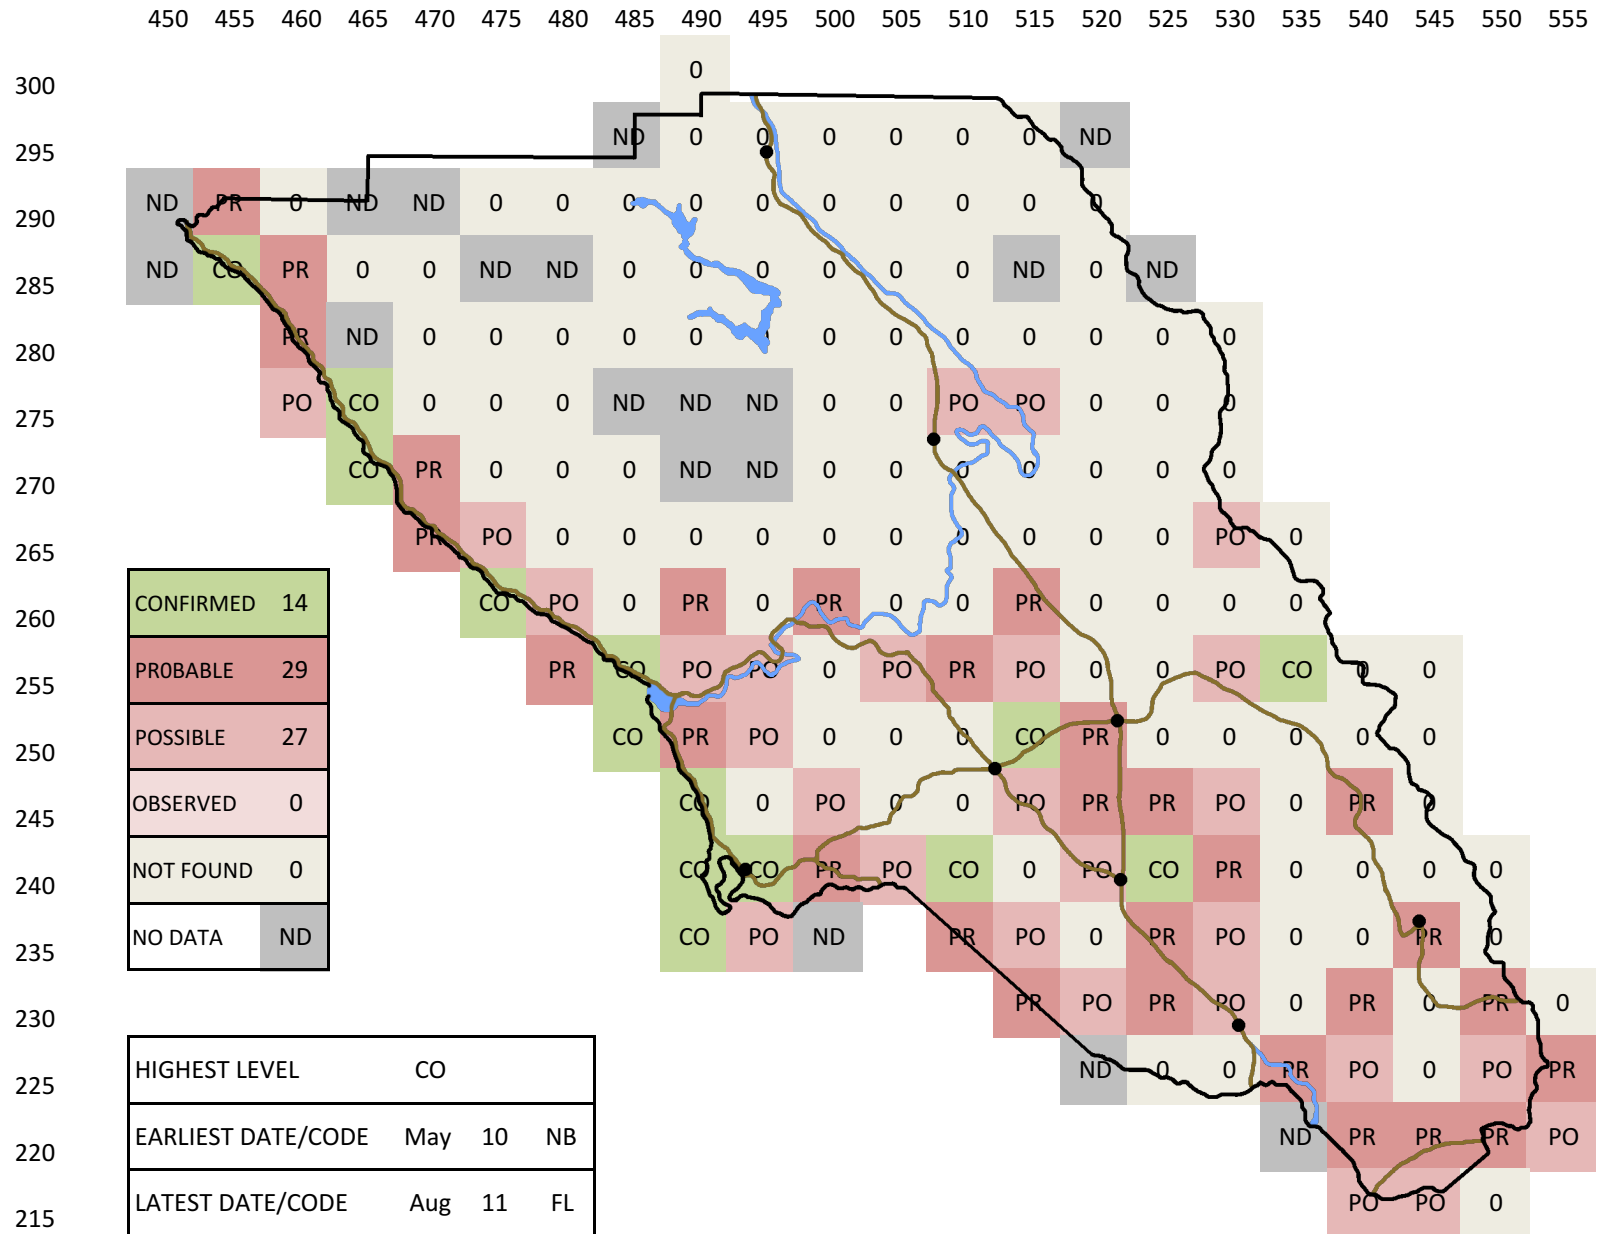 450 455 460 465 470 475 480 485 490 495 500 505 510 515 520 525 530 535 540 545 550 555
0
300
ND 0 0 0 0 0 0 ND
295
ND PR 0 ND ND 0 0 0 0 0 0 0 0 0 0
290
ND CO PR 0 0 ND ND 0 0 0 0 0 0 ND 0 ND
285
PR ND 0 0 0 0 0 0 0 0 0 0 0 0 0
280
PO CO 0 0 0 ND ND ND 0 0 PO PO 0 0 0
275
CO PR 0 0 0 ND ND 0 0 0 0 0 0 0
270
PR PO 0 0 0 0 0 0 0 0 0 0 PO 0
265
CONFIRMED 14 CO PO 0 PR 0 PR 0 0 PR 0 0 0 0
260
PR0BABLE 29 PR CO PO PO 0 PO PR PO 0 0 PO CO 0 0
255
POSSIBLE 27 CO PR PO 0 0 0 CO PR 0 0 0 0 0
250
OBSERVED 0 CO 0 PO 0 0 PO PR PR PO 0 PR 0
245
NOT FOUND 0 CO CO PR PO CO 0 PO CO PR 0 0 0 0
240
NO DATA ND CO PO ND PR PO 0 PR PO 0 0 PR 0
235
PR PO PR PO 0 PR 0 PR 0
230
HIGHEST LEVEL CO ND 0 0 PR PO 0 PO PR
225
EARLIEST DATE/CODE May 10 NB ND PR PR PR PO
220
LATEST DATE/CODE Aug 11 FL PO PO 0
215